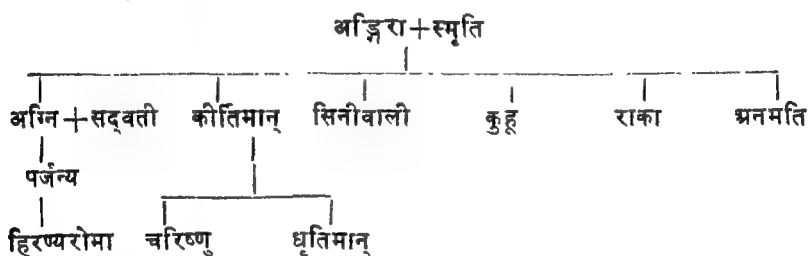 अङ्गिरा+स्मृति
अग्नि+सद्वती कीर्तिमान् सिनीवाली कुहू राका अनमति
पर्जन्य
हिरण्यरोमा चरिष्णु धृतिमान्